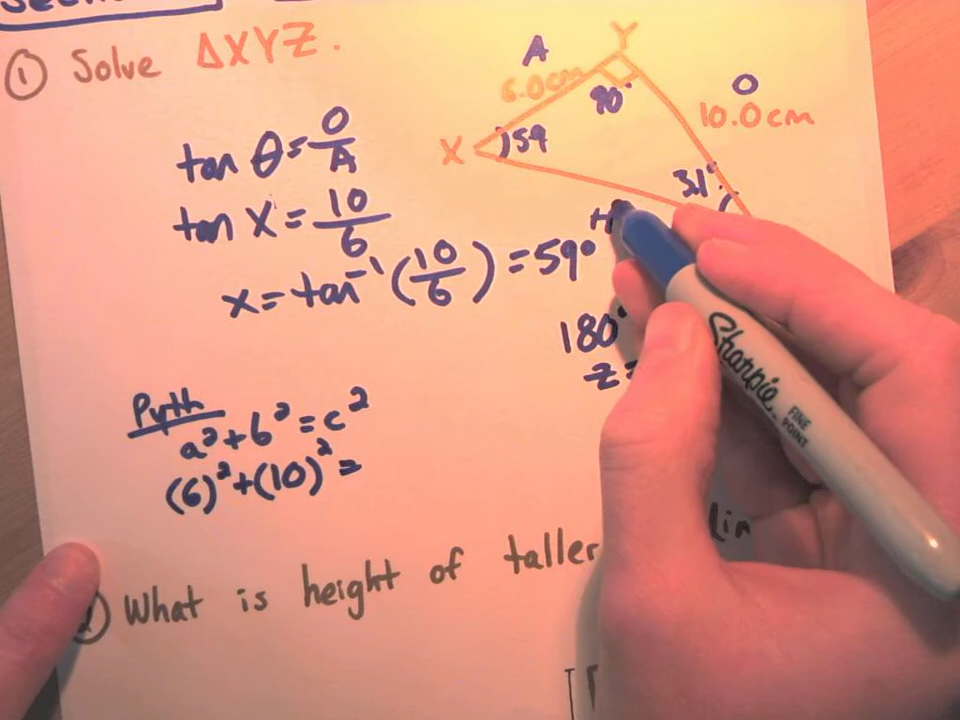 ① Solve ΔXYZ.
A
Y
6.0cm
90°
O
10.0cm
X
59
31°
tan θ = O/A
tan X = 10/6
x = tan⁻¹(10/6) = 59°
180°
z =
Pyth
a² + b² = c²
(6)² + (10)² =
What is height of taller
Sharpie
FINE
POINT